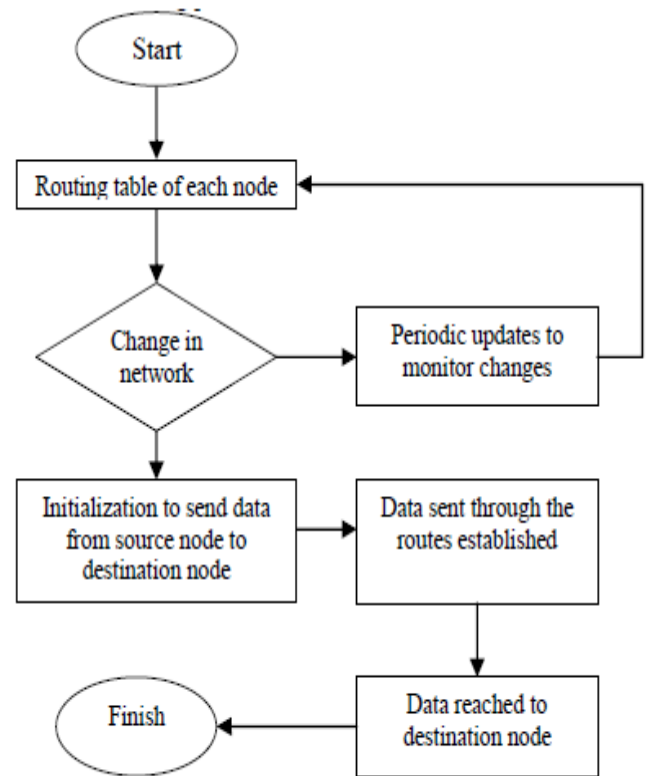 Start
Routing table of each node
Change in
network
Periodic updates to
monitor changes
Initialization to send data
from source node to
destination node
Data sent through the
routes established
Data reached to
destination node
Finish